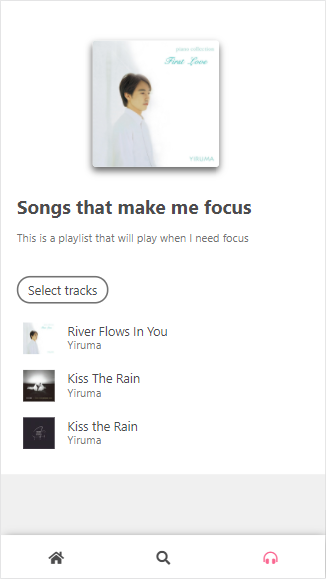 piano collection
First Love
YIRUMA
Songs that make me focus
This is a playlist that will play when I need focus
Select tracks
River Flows In You
Yiruma
Kiss The Rain
Yiruma
Kiss the Rain
Yiruma